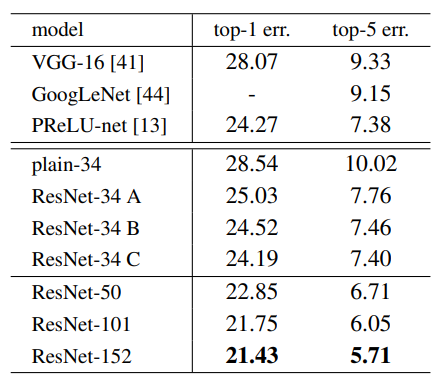 model top-1 err. top-5 err.
VGG-16 [41] 28.07 9.33
GoogLeNet [44] - 9.15
PReLU-net [13] 24.27 7.38
plain-34 28.54 10.02
ResNet-34 A 25.03 7.76
ResNet-34 B 24.52 7.46
ResNet-34 C 24.19 7.40
ResNet-50 22.85 6.71
ResNet-101 21.75 6.05
ResNet-152 21.43 5.71